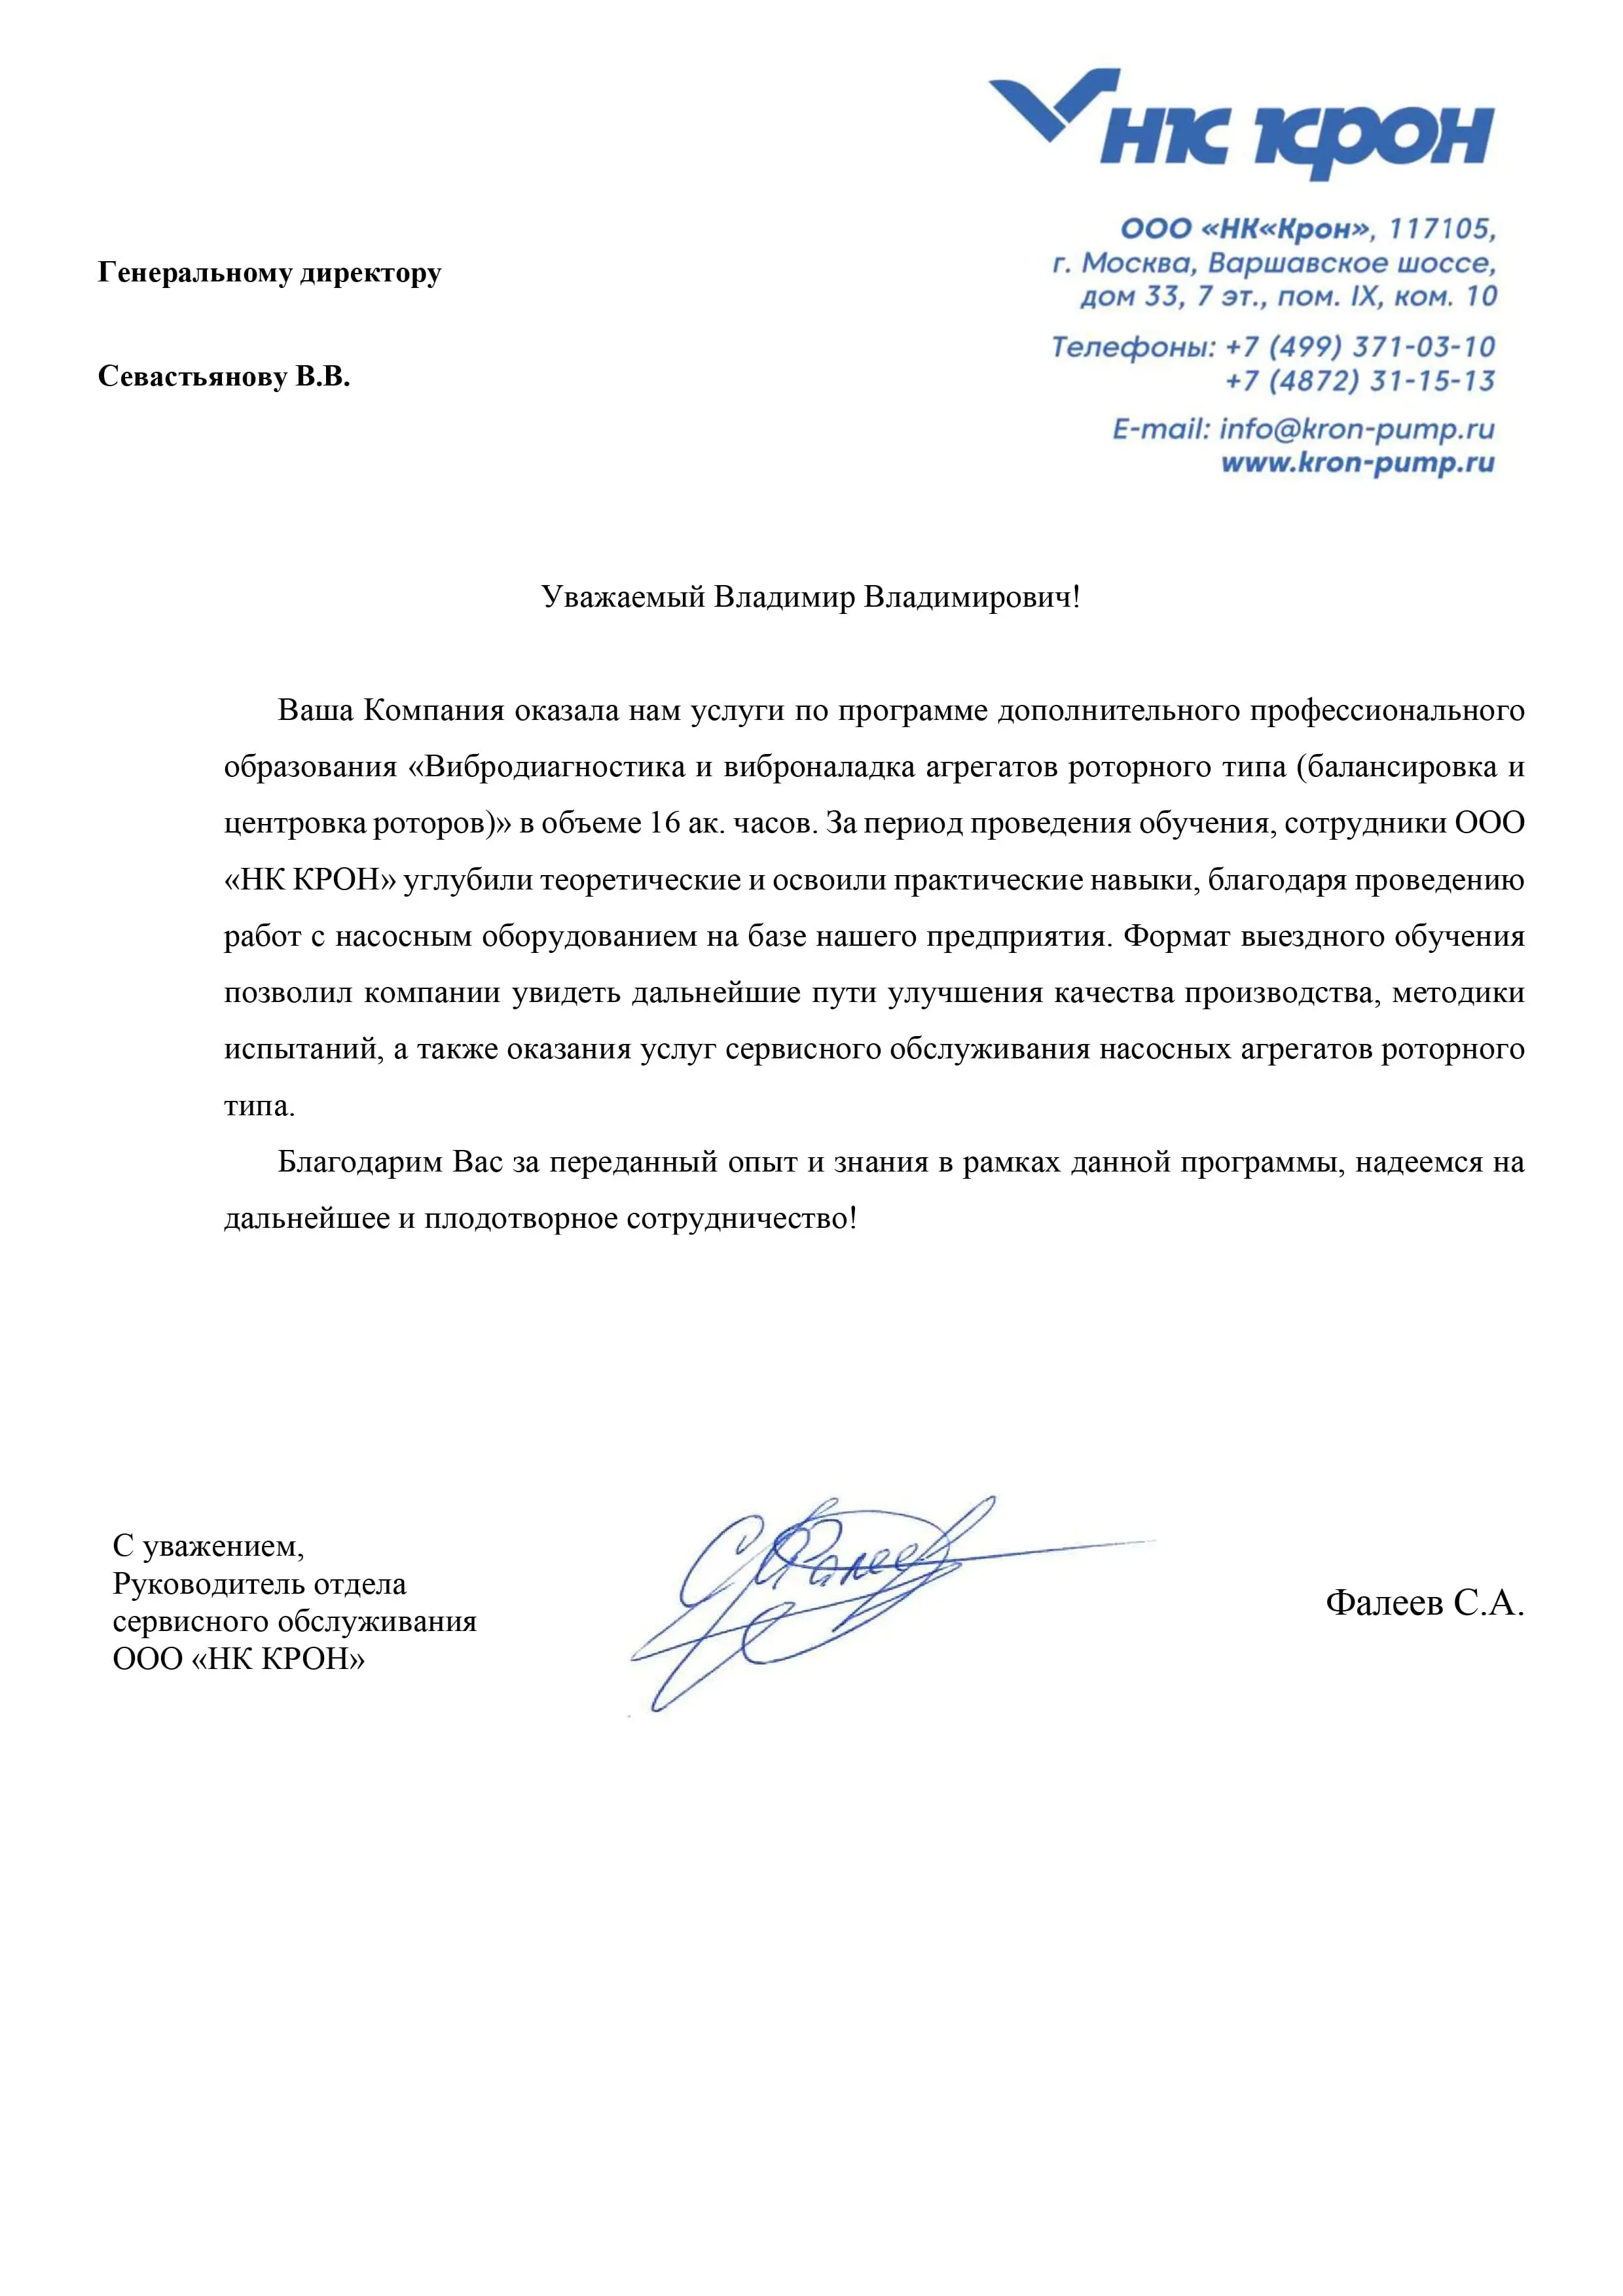 НК КРОН
ООО «НК«Крон», 117105,
г. Москва, Варшавское шоссе,
дом 33, 7 эт., пом. IX, ком. 10
Телефоны: +7 (499) 371-03-10
+7 (4872) 31-15-13
E-mail: info@kron-pump.ru
www.kron-pump.ru
Генеральному директору
Севастьянову В.В.
Уважаемый Владимир Владимирович!
Ваша Компания оказала нам услуги по программе дополнительного профессионального
образования «Вибродиагностика и виброналадка агрегатов роторного типа (балансировка и
центровка роторов)» в объеме 16 ак. часов. За период проведения обучения, сотрудники ООО
«НК КРОН» углубили теоретические и освоили практические навыки, благодаря проведению
работ с насосным оборудованием на базе нашего предприятия. Формат выездного обучения
позволил компании увидеть дальнейшие пути улучшения качества производства, методики
испытаний, а также оказания услуг сервисного обслуживания насосных агрегатов роторного
типа.
Благодарим Вас за переданный опыт и знания в рамках данной программы, надеемся на
дальнейшее и плодотворное сотрудничество!
С уважением,
Руководитель отдела
сервисного обслуживания
ООО «НК КРОН»
Фалеев
Фалеев С.А.